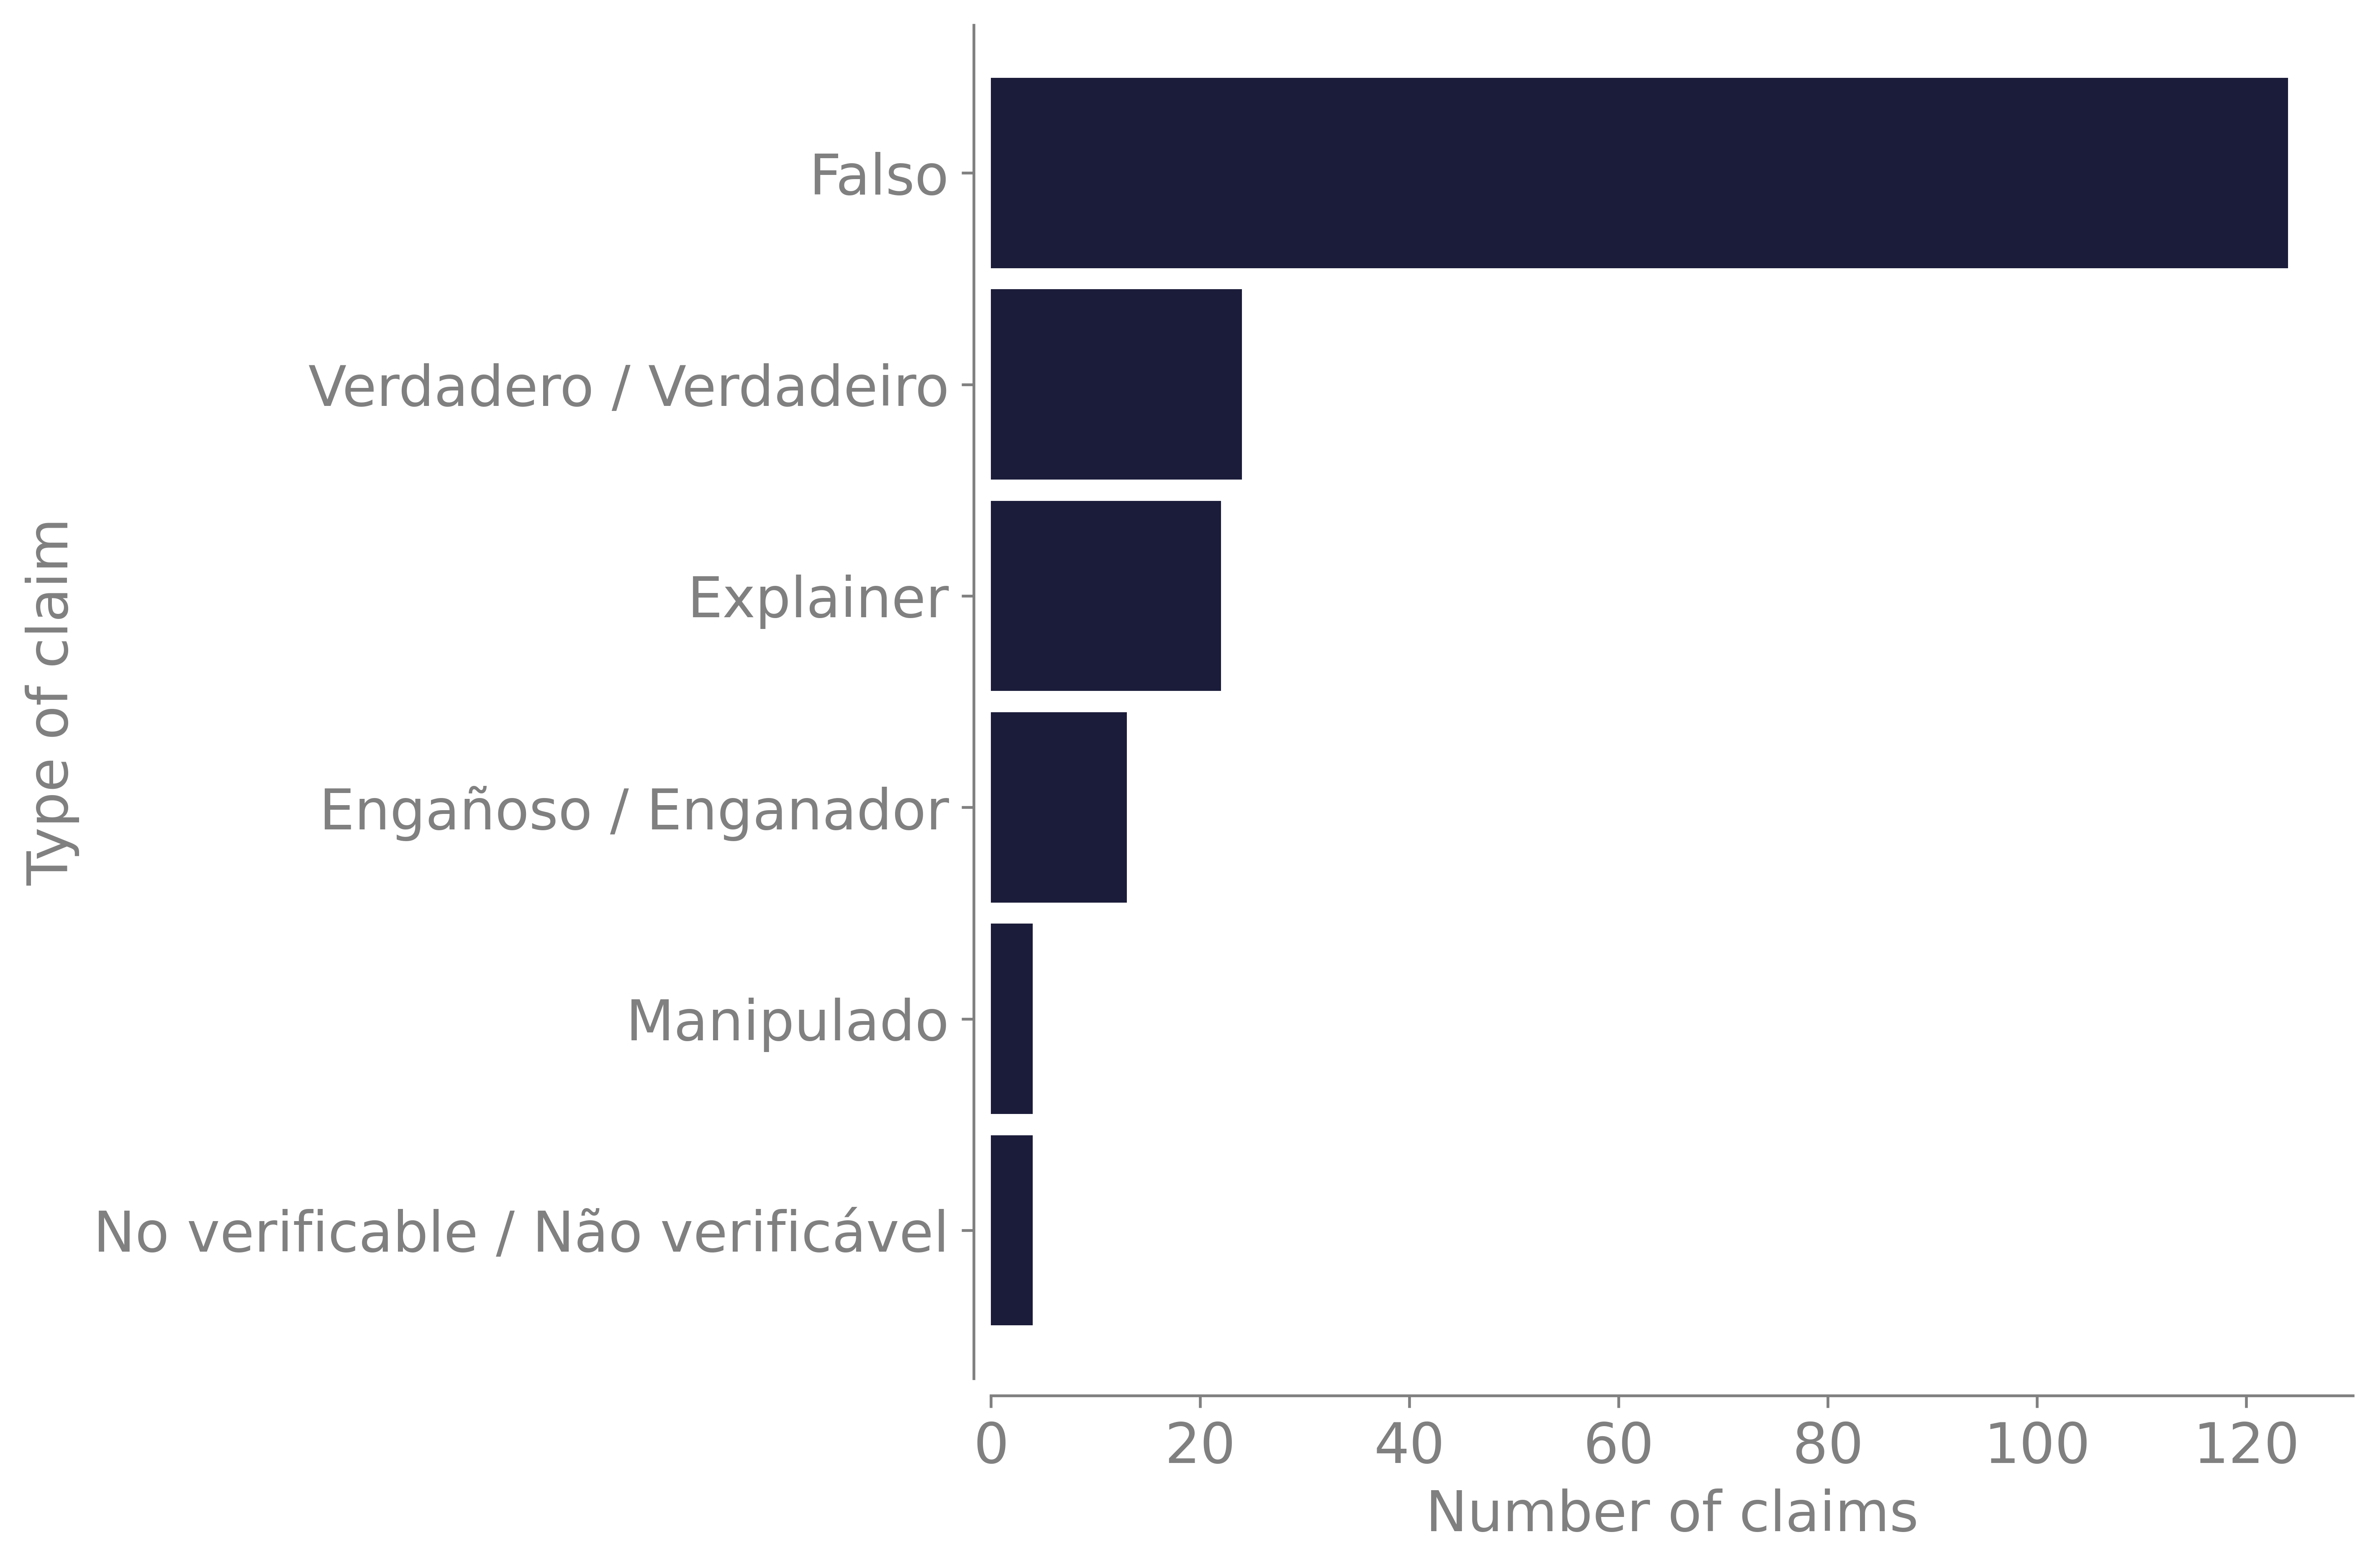 Falso
Verdadero / Verdadeiro
Explainer
Engañoso / Enganador
Manipulado
No verificable / Não verificável
Type of claim
0 20 40 60 80 100 120
Number of claims